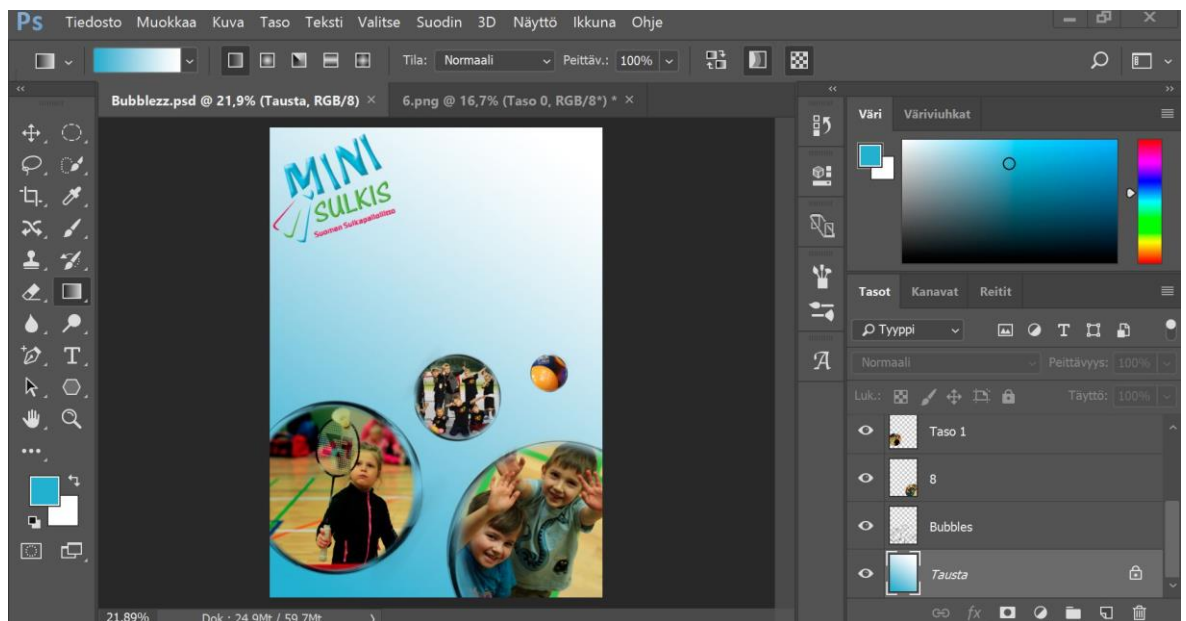 Ps Tiedosto Muokkaa Kuva Taso Teksti Valitse Suodin 3D Näyttö Ikkuna Ohje
Tila: Normaali Peittäv.: 100%
Bubblezz.psd @ 21,9% (Tausta, RGB/8) × 6.png @ 16,7% (Taso 0, RGB/8*) * ×
MINI
SULKIS
Suomen Sulkapalloliitto
Väri Väriviuhkat
Tasot Kanavat Reitit
Tyyppi
Normaali Peittävyys: 100%
Luk.: Täyttö: 100%
Taso 1
8
Bubbles
Tausta
fx
21,89% Dok.: 24,9Mt / 59,7Mt